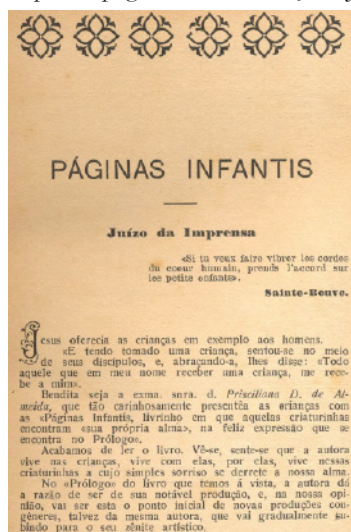 PÁGINAS INFANTIS
Juízo da Imprensa
«Si tu veux faire vibrer les cordes
du coeur humain, prends l'accord sur
les petits enfants».
Sainte-Beuve.
Jesus oferecia as crianças em exemplo aos homens.
«E tendo tomado uma criança, sentou-se no meio
de seus discípulos, e, abraçando-a, lhes disse: «Todo
aquele que em meu nome receber uma criança, me rece-
be a mim».
Bendita seja a exma. snra. d. Prisciliana D. de Al-
meida, que tão carinhosamente presentêa as crianças com
as «Páginas Infantis, livrinho em que aquelas criaturinhas
encontram «sua própria alma», na feliz expressão que se
encontra no Prólogo».
Acabamos de ler o livro. Vê-se, sente-se que a autora
vive nas crianças, vive com elas, por elas, vive nessas
criaturinhas a cujo simples sorriso se derrete a nossa alma.
No «Prólogo» do livro que temos á vista, a autora dá
a razão de ser de sua notável produção, e, na nossa opi-
nião, vai ser esta o ponto inicial de novas produções con-
gêneres, talvez da mesma autora, que vai gradualmente su-
bindo para o seu zênite artístico.